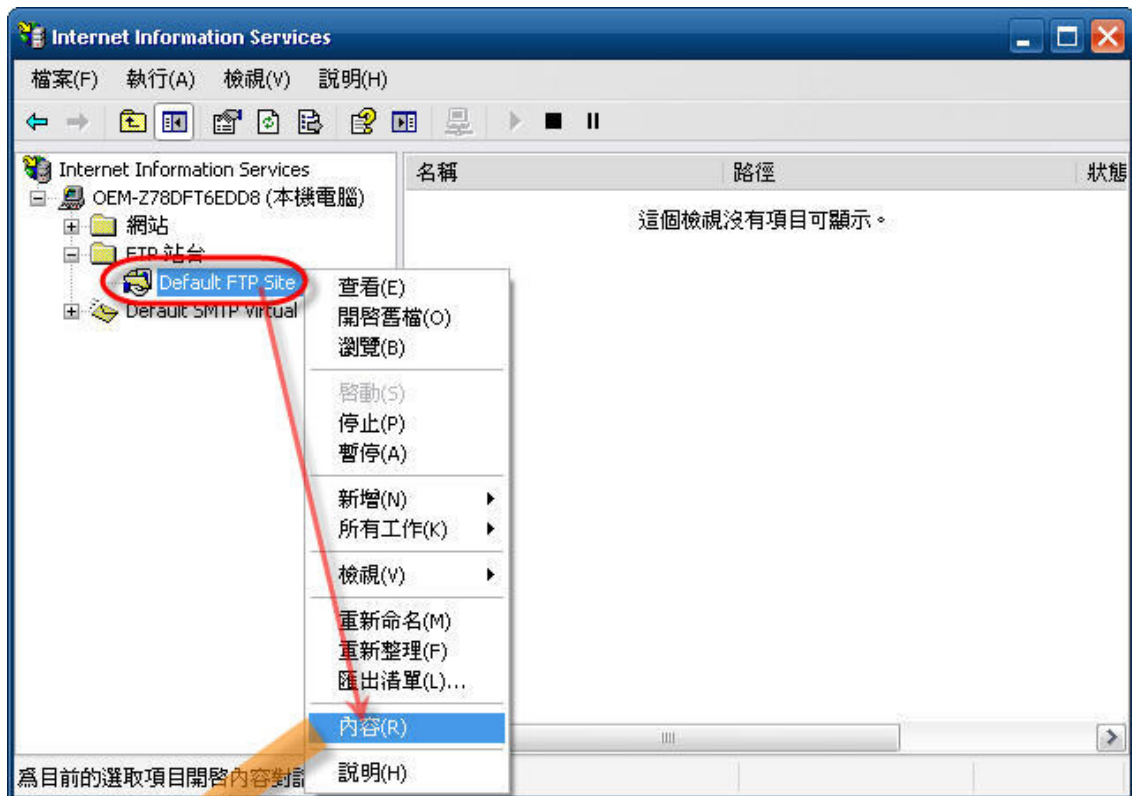 Internet Information Services
檔案(F) 執行(A) 檢視(V) 說明(H)
Internet Information Services
OEM-Z78DFT6EDD8 (本機電腦)
網站
FTP 站台
Default FTP Site
Default SMTP Virtual
名稱 路徑 狀態
這個檢視沒有項目可顯示。
查看(E)
開啓舊檔(O)
瀏覽(B)
啓動(S)
停止(P)
暫停(A)
新增(N)
所有工作(K)
檢視(V)
重新命名(M)
重新整理(F)
匯出清單(L)...
內容(R)
說明(H)
爲目前的選取項目開啓內容對話